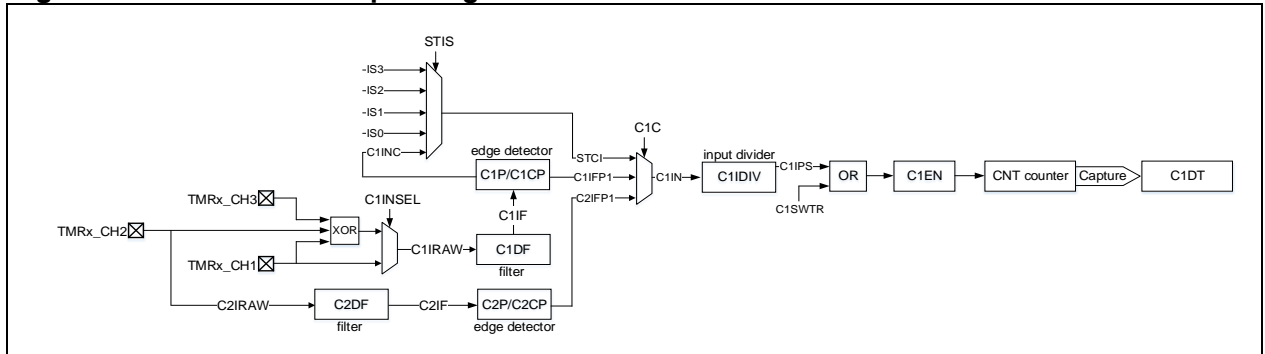 STIS
-IS3
-IS2
-IS1
-IS0
C1INC
edge detector
C1P/C1CP
STCI
C1IFP1
C2IFP1
C1C
C1IN
input divider
C1IDIV
C1IPS
C1SWTR
OR
C1EN
CNT counter
Capture
C1DT
TMRx_CH3
TMRx_CH2
TMRx_CH1
XOR
C1INSEL
C1IRAW
C1IF
C1DF
filter
C2IRAW
C2DF
filter
C2IF
C2P/C2CP
edge detector